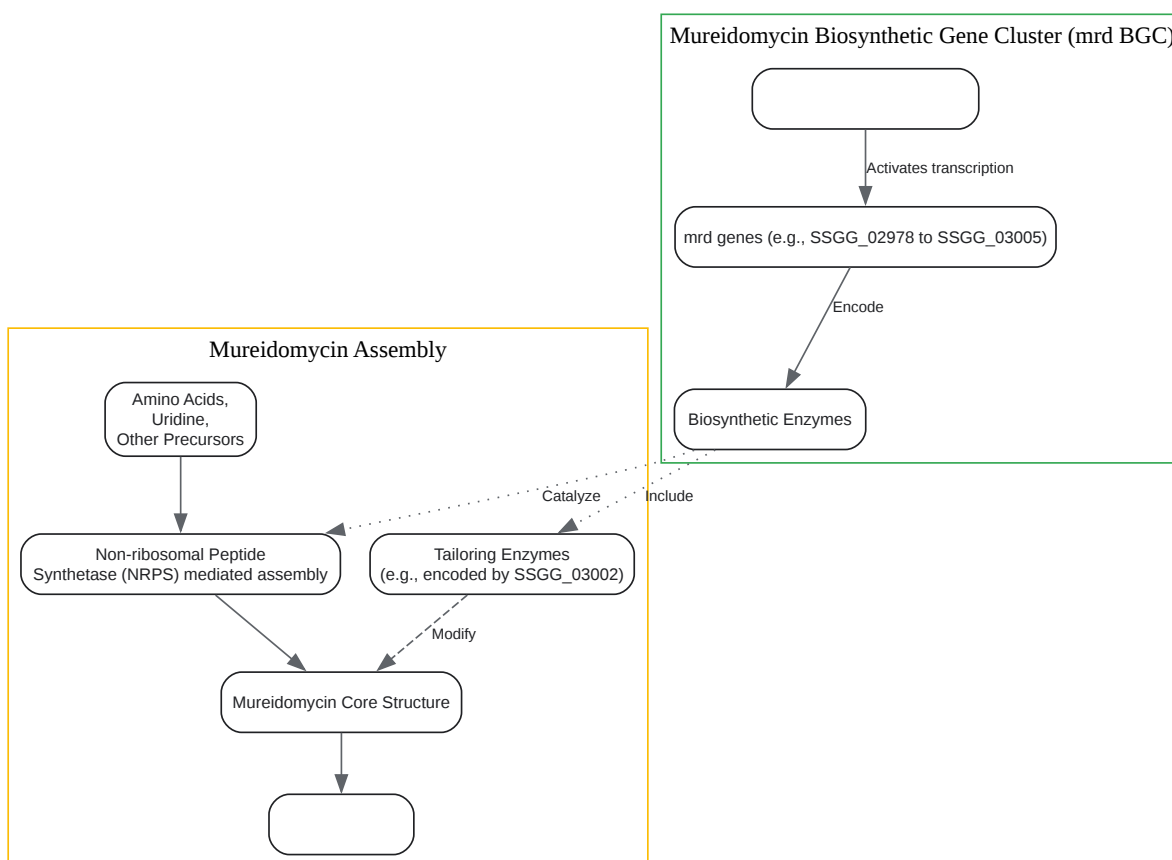 Mureidomycin Biosynthetic Gene Cluster (mrd BGC)
Activates transcription
mrd genes (e.g., SSGG_02978 to SSGG_03005)
Encode
Biosynthetic Enzymes
Mureidomycin Assembly
Amino Acids,
Uridine,
Other Precursors
Catalyze
Include
Non-ribosomal Peptide
Synthetase (NRPS) mediated assembly
Tailoring Enzymes
(e.g., encoded by SSGG_03002)
Modify
Mureidomycin Core Structure